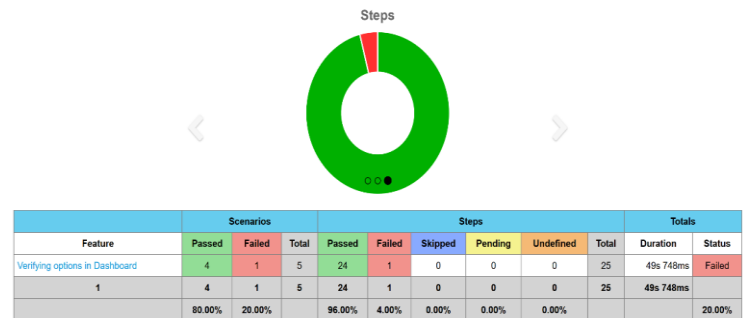 Steps
Scenarios Steps Totals
Feature Passed Failed Total Passed Failed Skipped Pending Undefined Total Duration Status
Verifying options in Dashboard 4 1 5 24 1 0 0 0 25 49s 748ms Failed
1 4 1 5 24 1 0 0 0 25 49s 748ms
80.00% 20.00% 96.00% 4.00% 0.00% 0.00% 0.00% 20.00%